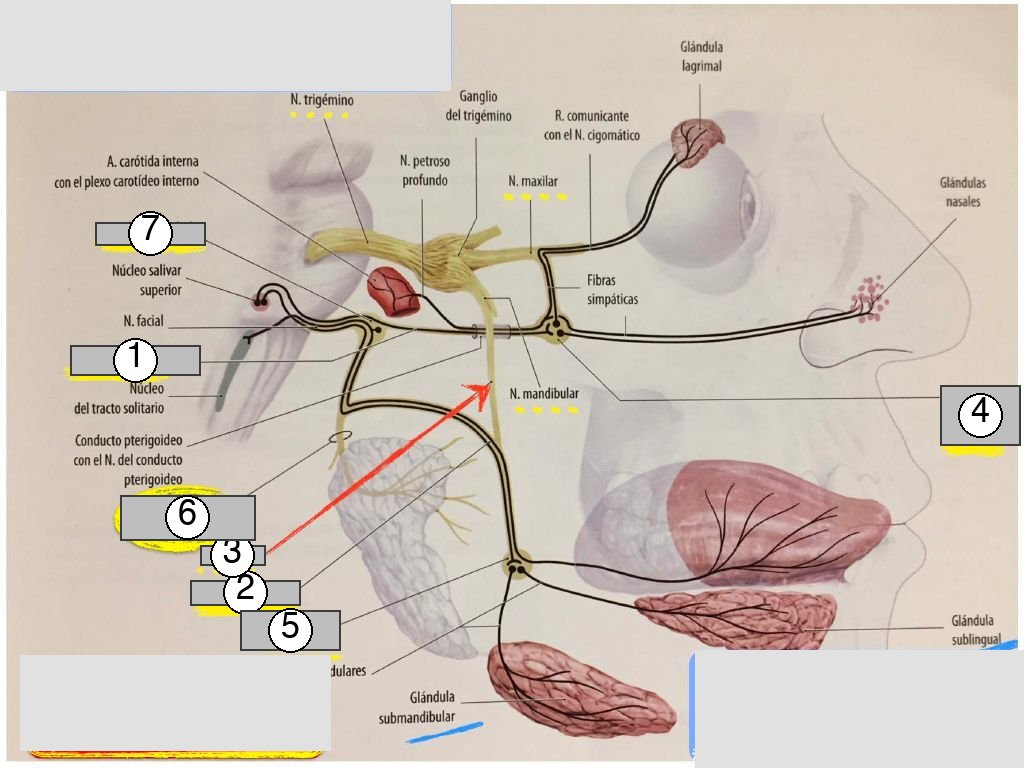 Glándula
lagrimal
N. trigémino
Ganglio
del trigémino
R. comunicante
con el N. cigomático
A. carótida interna
con el plexo carotídeo interno
N. petroso
profundo
N. maxilar
Glándulas
nasales
7
Núcleo salivar
superior
Fibras
simpáticas
N. facial
1
Núcleo
del tracto solitario
N. mandibular
4
Conducto pterigoideo
con el N. del conducto
pterigoideo
6
3
2
5
Glándula
sublingual
dulares
Glándula
submandibular